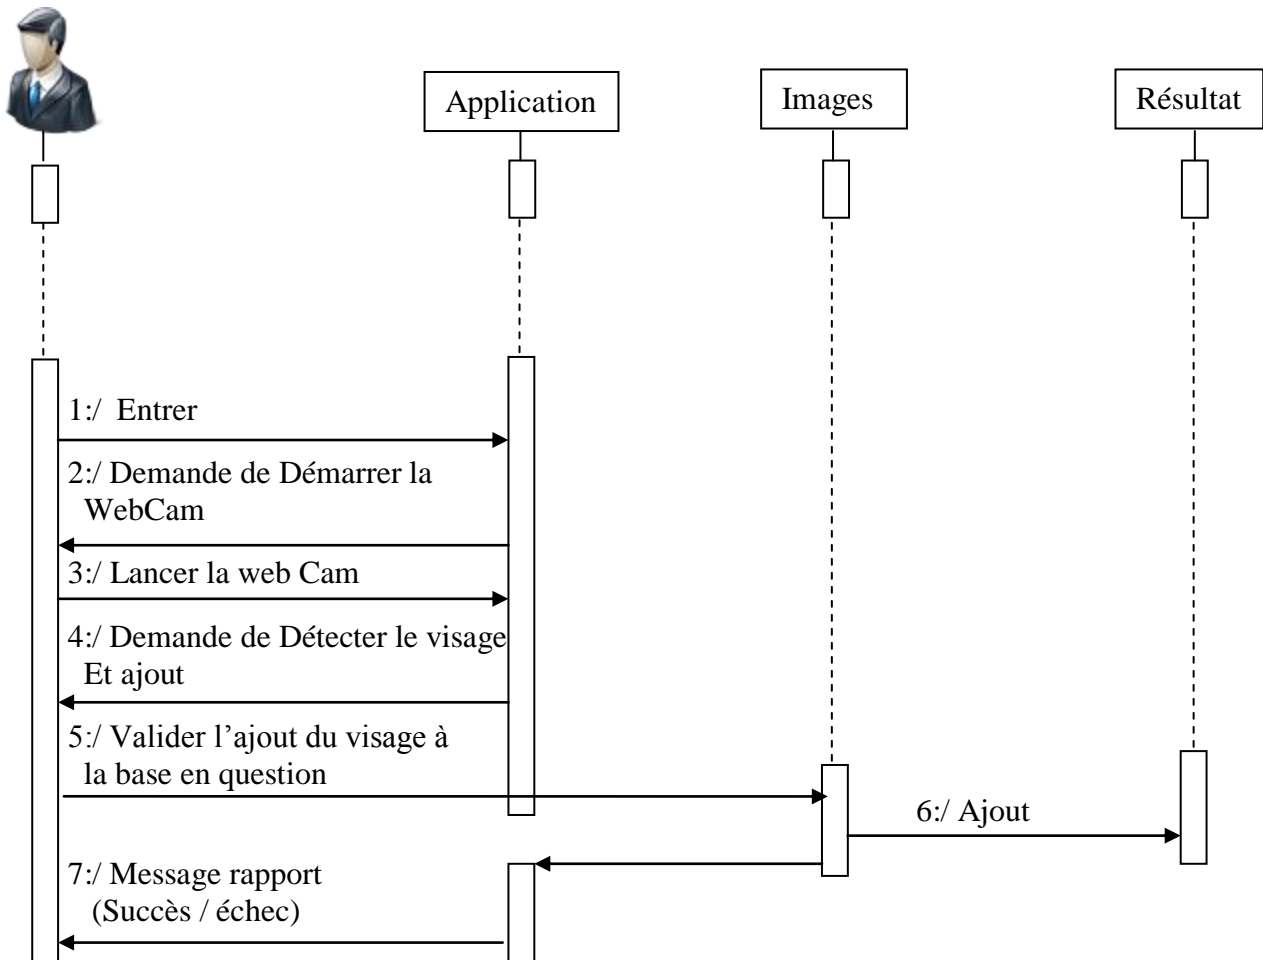 Application
Images
Résultat
1:/ Entrer
2:/ Demande de Démarrer la
WebCam
3:/ Lancer la web Cam
4:/ Demande de Détecter le visage
Et ajout
5:/ Valider l’ajout du visage à
la base en question
6:/ Ajout
7:/ Message rapport
(Succès / échec)